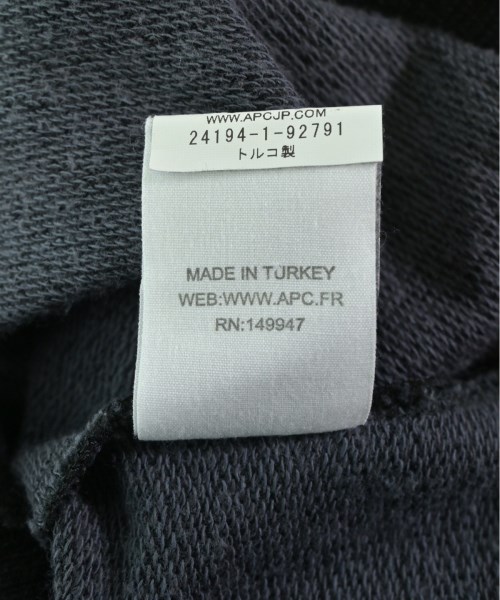 WWW.APCJP.COM
24194-1-92791
トルコ製
MADE IN TURKEY
WEB:WWW.APC.FR
RN:149947